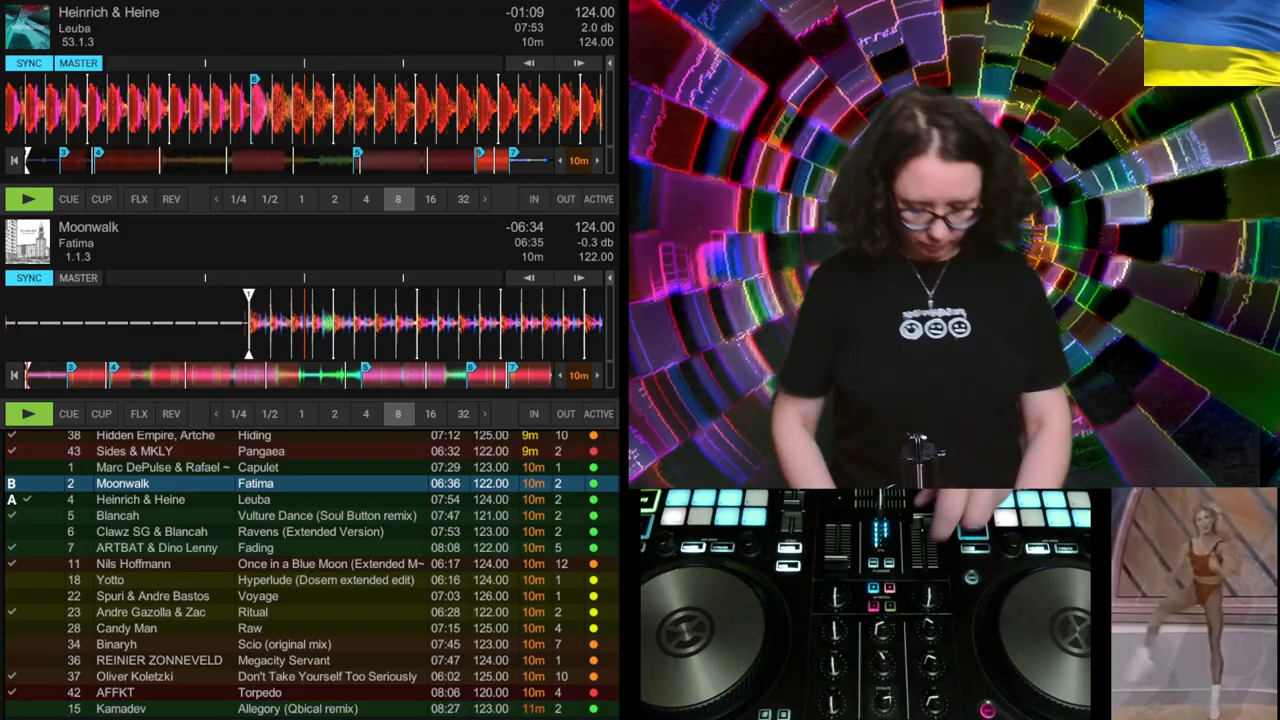 Heinrich & Heine -01:09 124.00
Leuba 07:53 2.0 db
53.1.3 10m 124.00
SYNC MASTER
6
3 4 5 6 7 10m
CUE CUP FLX REV 1/4 1/2 1 2 4 8 16 32 IN OUT ACTIVE
Moonwalk -06:34 124.00
Fatima 06:35 -0.3 db
1.1.3 10m 122.00
SYNC MASTER
1
3 4 5 6 7 10m
CUE CUP FLX REV 1/4 1/2 1 2 4 8 16 32 IN OUT ACTIVE
38 Hidden Empire, Artche Hiding 07:12 125.00 9m 10
43 Sides & MKLY Pangaea 06:32 122.00 9m 2
1 Marc DePulse & Rafael ~ Capulet 07:29 123.00 10m 1
B 2 Moonwalk Fatima 06:36 122.00 10m 2
A 4 Heinrich & Heine Leuba 07:54 124.00 10m 2
5 Blancah Vulture Dance (Soul Button remix) 07:47 121.00 10m 2
6 Clawz SG & Blancah Ravens (Extended Version) 07:53 123.00 10m 2
7 ARTBAT & Dino Lenny Fading 08:08 122.00 10m 5
11 Nils Hoffmann Once in a Blue Moon (Extended M~ 06:17 124.00 10m 12
18 Yotto Hyperlude (Dosem extended edit) 06:16 124.00 10m 1
22 Spuri & Andre Bastos Voyage 07:03 126.00 10m 1
23 Andre Gazolla & Zac Ritual 06:28 122.00 10m 2
28 Candy Man Raw 07:15 125.00 10m 4
34 Binaryh Scio (original mix) 07:45 123.00 10m 7
36 REINIER ZONNEVELD Megacity Servant 07:47 124.00 10m 1
37 Oliver Koletzki Don't Take Yourself Too Seriously 06:02 125.00 10m 10
42 AFFKT Torpedo 08:06 120.00 10m 4
15 Kamadev Allegory (Qbical remix) 08:27 123.00 11m 2